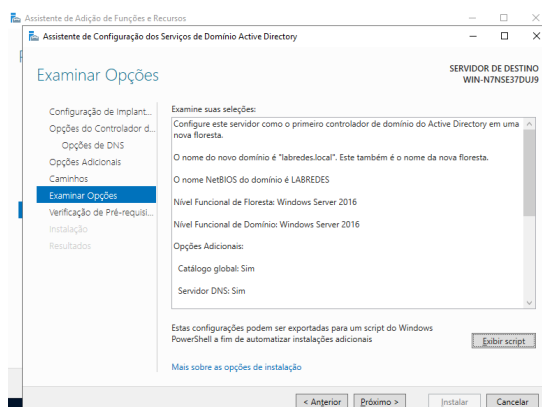 Assistente de Adição de Funções e Re
Assistente de Configuração dos Serviços de Domínio Active Directory
Examinar Opções
SERVIDOR DE DESTINO
WIN-N7NSE37DUJ9
Configuração de Implant...
Opções do Controlador d...
Opções de DNS
Opções Adicionais
Caminhos
Examinar Opções
Verificação de Pré-requisi...
Instalação
Resultados
Examine suas seleções:
Configure este servidor como o primeiro controlador de domínio do Active Directory em uma
nova floresta.
O nome do novo domínio é "labredes.local". Este também é o nome da nova floresta.
O nome NetBIOS do domínio é LABREDES
Nível Funcional de Floresta: Windows Server 2016
Nível Funcional de Domínio: Windows Server 2016
Opções Adicionais:
Catálogo global: Sim
Servidor DNS: Sim
Estas configurações podem ser exportadas para um script do Windows
PowerShell a fim de automatizar instalações adicionais
Exibir script
Mais sobre as opções de instalação
< Anterior
Próximo >
Instalar
Cancelar